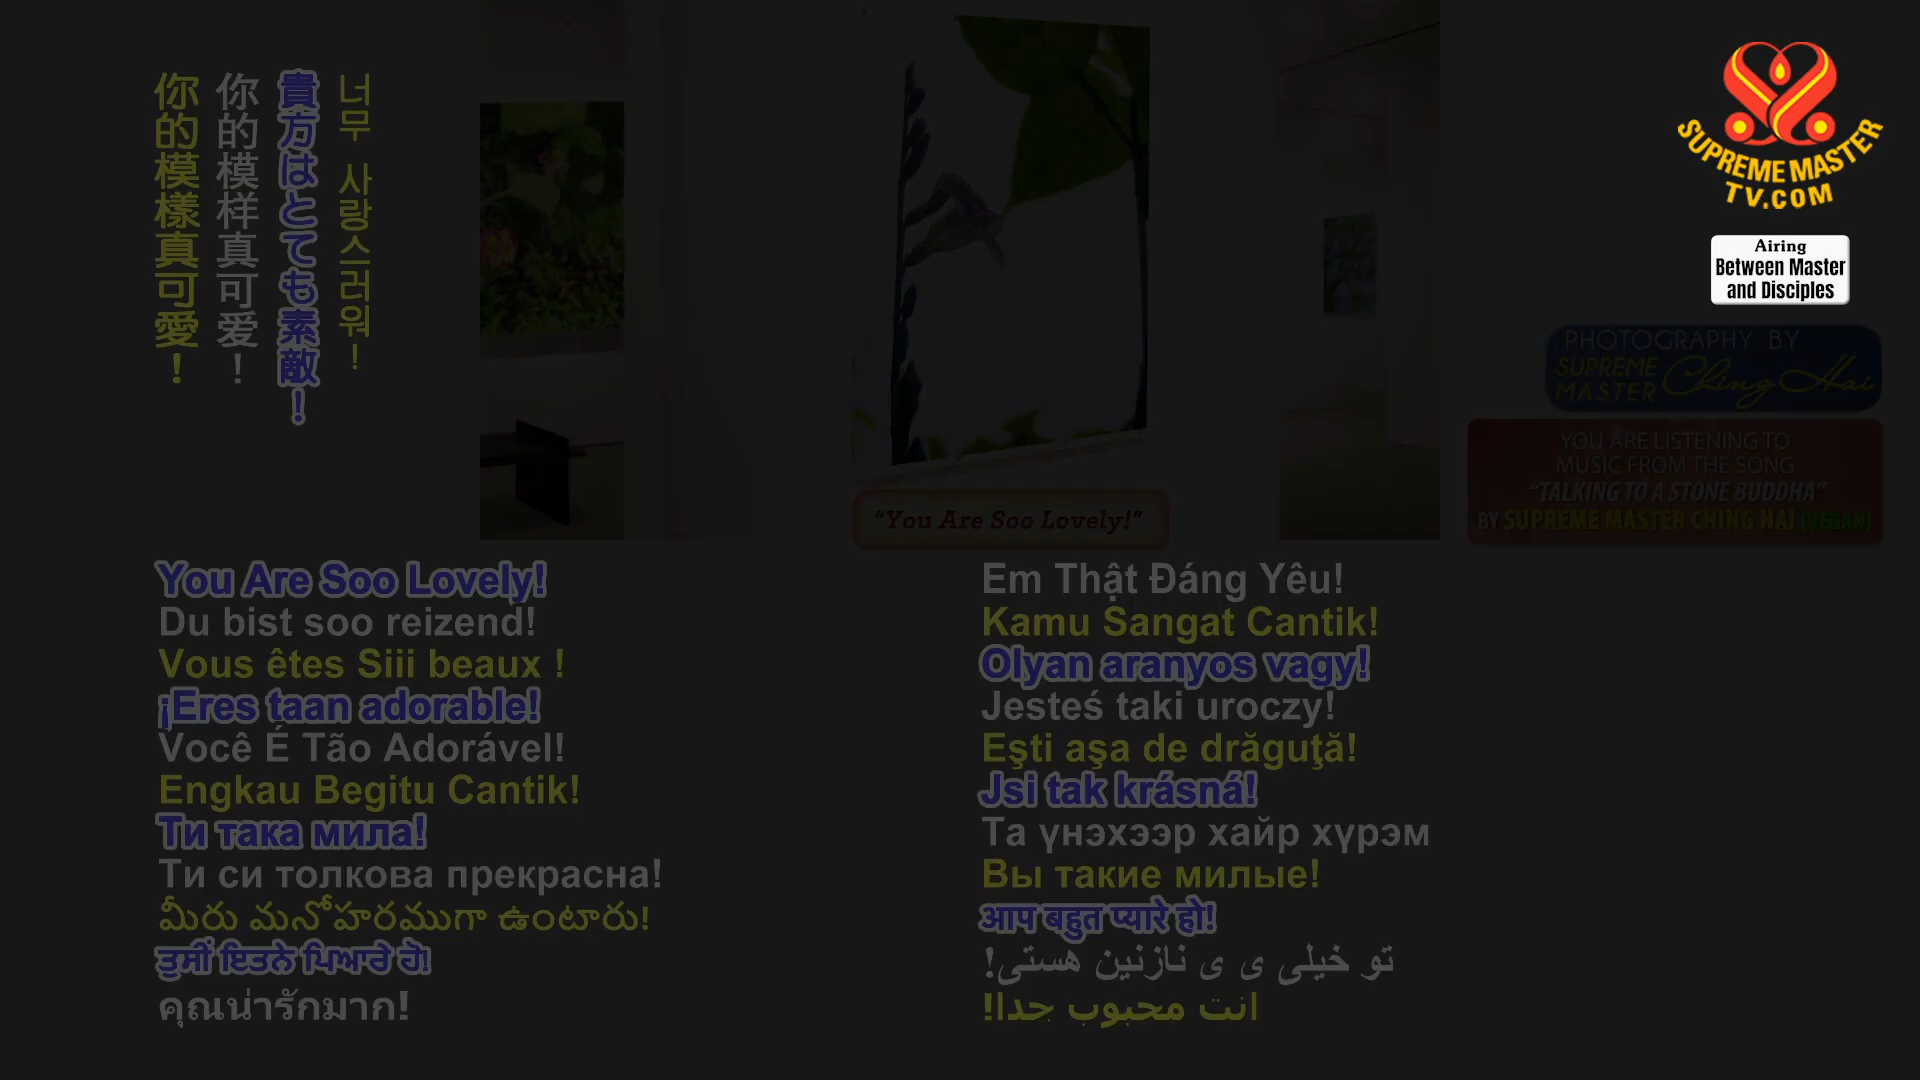 你的模樣真可愛！
你的模样真可爱！
貴方はとても素敵！
너무 사랑스러워!
SUPREME MASTER
TV.COM
Airing
Between Master
and Disciples
PHOTOGRAPHY BY
SUPREME
MASTER Ching Hai
YOU ARE LISTENING TO
MUSIC FROM THE SONG
“TALKING TO A STONE BUDDHA”
BY SUPREME MASTER CHING HAI (VEGAN)
“You Are Soo Lovely!”
You Are Soo Lovely!
Du bist soo reizend!
Vous êtes Siii beaux !
¡Eres taan adorable!
Você É Tão Adorável!
Engkau Begitu Cantik!
Ти така мила!
Ти си толкова прекрасна!
మీరు మనోహరముగా ఉంటారు!
ਤੁਸੀਂ ਇਤਨੇ ਪਿਆਰੇ ਹੋ!
คุณน่ารักมาก!
Em Thật Đáng Yêu!
Kamu Sangat Cantik!
Olyan aranyos vagy!
Jesteś taki uroczy!
Eşti aşa de drăguţă!
Jsi tak krásná!
Та үнэхээр хайр хүрэм
Вы такие милые!
आप बहुत प्यारे हो!
تو خیلی ی ی نازنین هستی!
انت محبوب جدا!